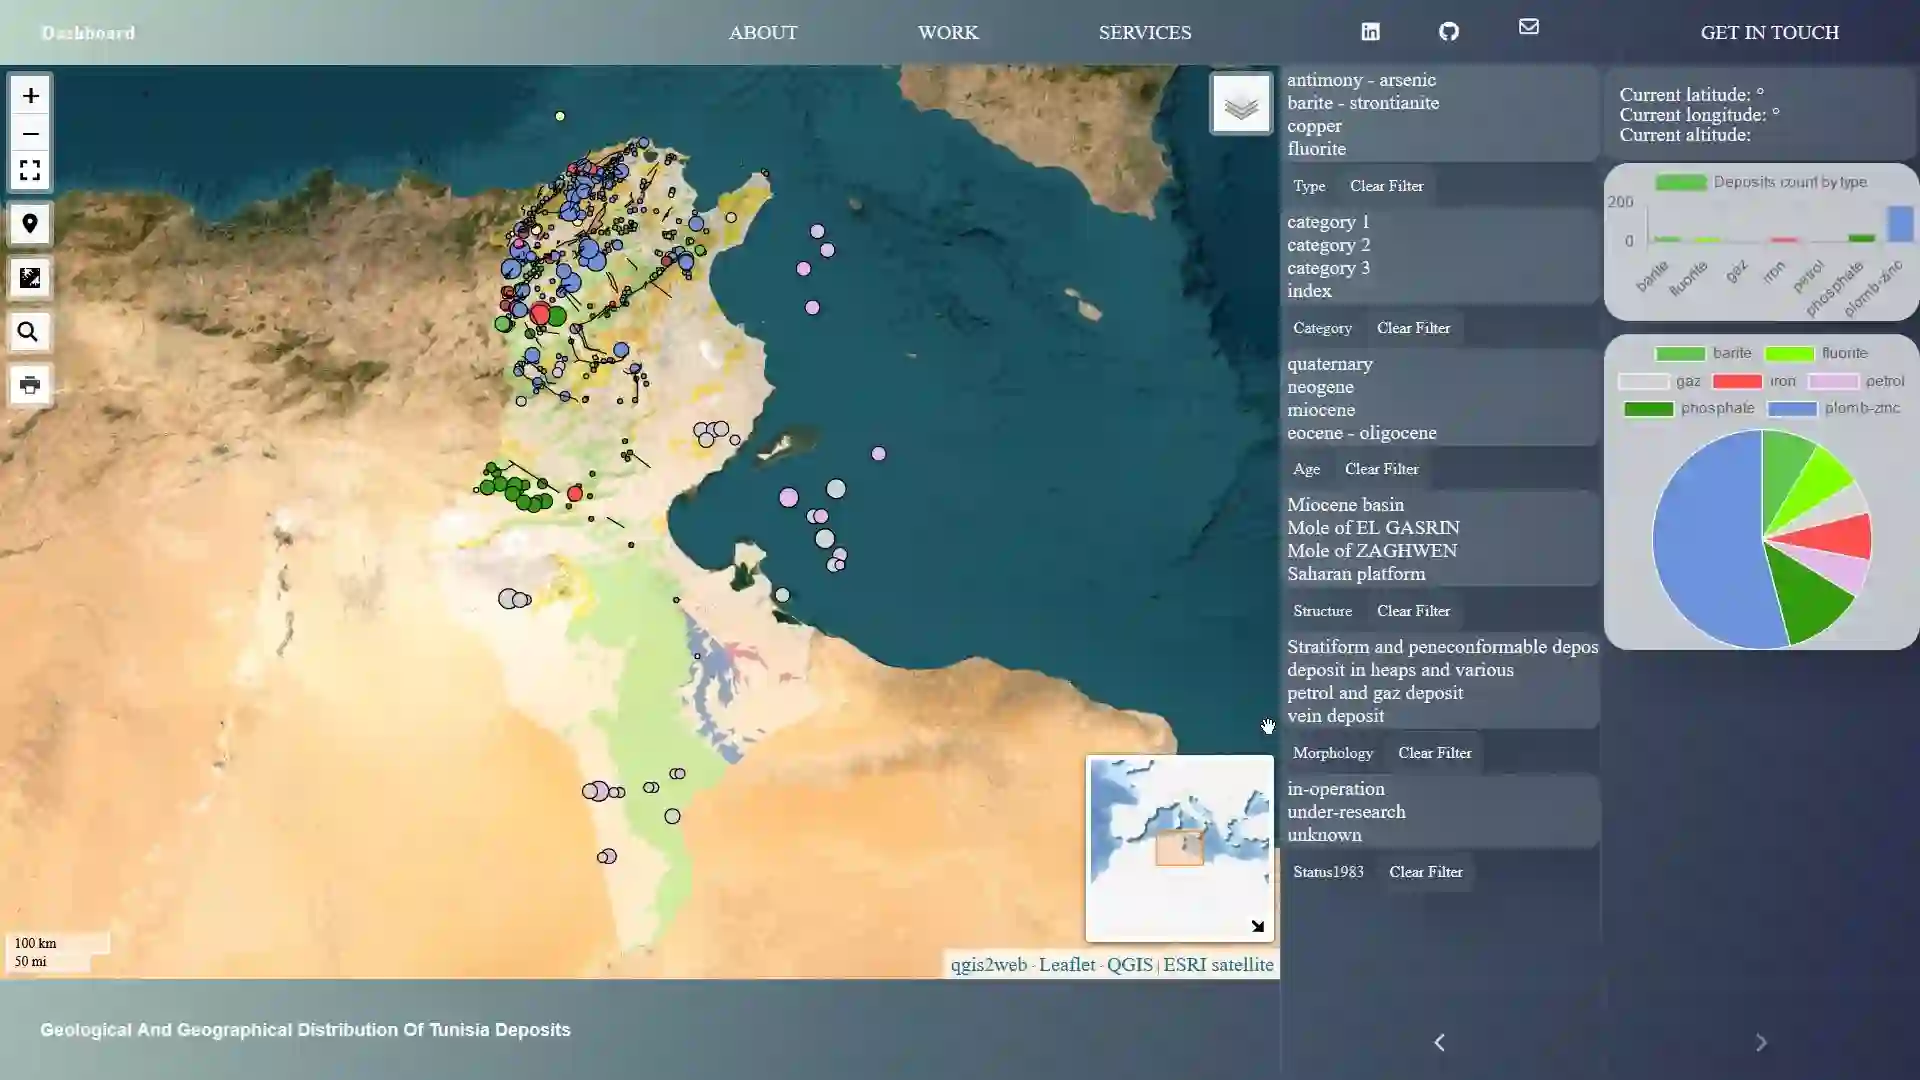 Dashboard
ABOUT
WORK
SERVICES
GET IN TOUCH
+
−
antimony - arsenic
barite - strontianite
copper
fluorite
Type Clear Filter
category 1
category 2
category 3
index
Category Clear Filter
quaternary
neogene
miocene
eocene - oligocene
Age Clear Filter
Miocene basin
Mole of EL GASRIN
Mole of ZAGHWEN
Saharan platform
Structure Clear Filter
Stratiform and peneconformable depos
deposit in heaps and various
petrol and gaz deposit
vein deposit
Morphology Clear Filter
in-operation
under-research
unknown
Status1983 Clear Filter
Current latitude: °
Current longitude: °
Current altitude:
Deposits count by type
200
0
barite
fluorite
gaz
iron
petrol
phosphate
plomb-zinc
barite fluorite
gaz iron petrol
phosphate plomb-zinc
100 km
50 mi
qgis2web · Leaflet · QGIS | ESRI satellite
Geological And Geographical Distribution Of Tunisia Deposits